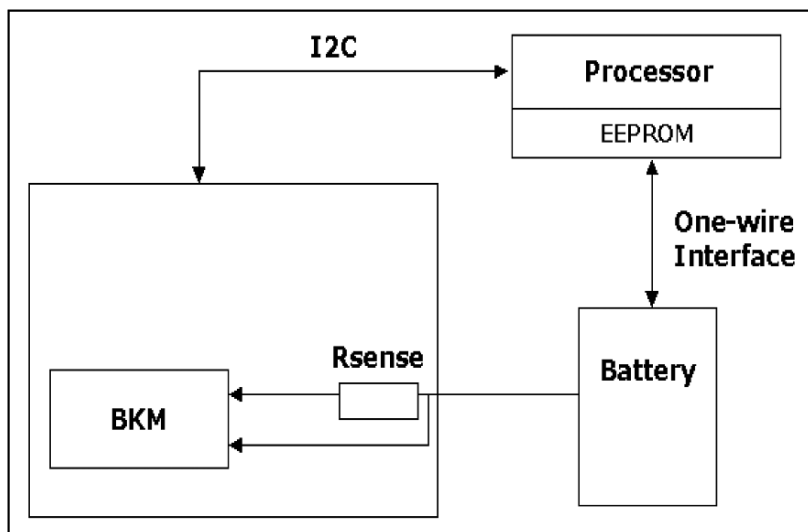 I2C
Processor
EEPROM
One-wire
Interface
Rsense
Battery
BKM